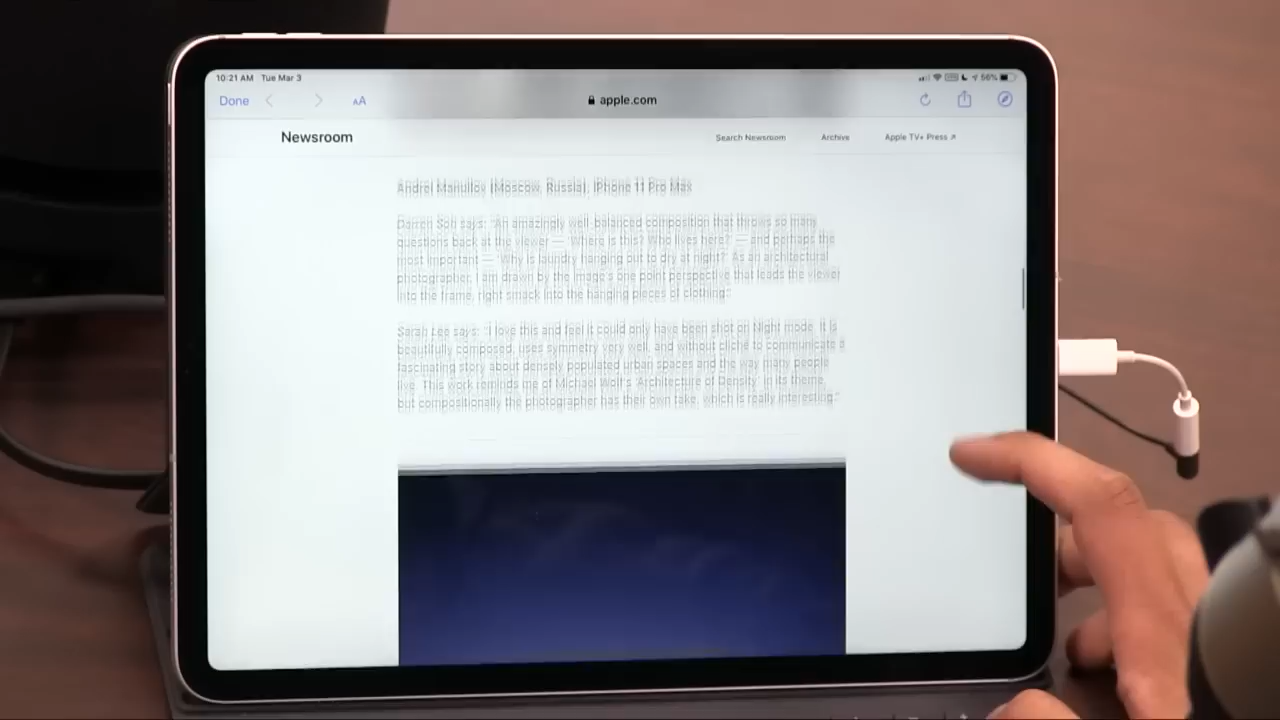 10:21 AM Tue Mar 3
56%
Done
AA
apple.com
Newsroom
Search Newsroom
Archive
Apple TV+ Press ↗
Andrei Manuilov (Moscow, Russia), iPhone 11 Pro Max
Darren Soh says: “An amazingly well-balanced composition that throws so many
questions back at the viewer — ‘Where is this? Who lives here?’ — and perhaps the
most important — ‘Why is laundry hanging out to dry at night?’ As an architectural
photographer, I am drawn by the image’s one point perspective that leads the viewer
into the frame, right smack into the hanging pieces of clothing.”
Sarah Lee says: “I love this and feel it could only have been shot on Night mode. It is
beautifully composed, uses symmetry very well, and without cliché to communicate a
fascinating story about densely populated urban spaces and the way many people
live. This work reminds me of Michael Wolf’s ‘Architecture of Density’ in its theme,
but compositionally the photographer has their own take, which is really interesting.”